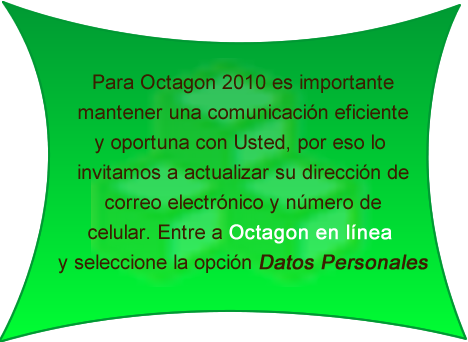 Para Octagon 2010 es importante
mantener una comunicación eficiente
y oportuna con Usted, por eso lo
invitamos a actualizar su dirección de
correo electrónico y número de
celular. Entre a Octagon en línea
y seleccione la opción Datos Personales